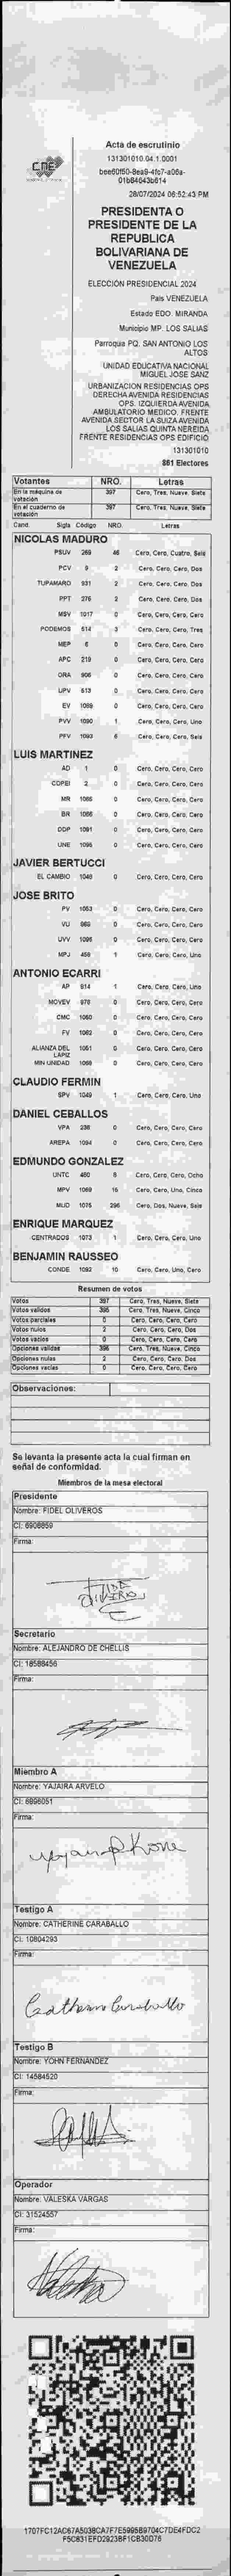 CNE
Acta de escrutinio
131301010.04.1.0001
28/07/2024 06:52:43 PM
PRESIDENTA O
PRESIDENTE DE LA
REPUBLICA
BOLIVARIANA DE
VENEZUELA
ELECCIÓN PRESIDENCIAL 2024
País VENEZUELA
Estado EDO. MIRANDA
Municipio MP. LOS SALIAS
Parroquia PQ. SAN ANTONIO LOS
ALTOS
UNIDAD EDUCATIVA NACIONAL
MIGUEL JOSE SANZ
URBANIZACION RESIDENCIAS OPS
DERECHA AVENIDA RESIDENCIAS
OPS. IZQUIERDA AVENIDA
AMBULATORIO MEDICO. FRENTE
AVENIDA SECTOR LA SUIZA AVENIDA
LOS SALIAS QUINTA NEREIDA
FRENTE RESIDENCIAS OPS EDIFICIO
131301010
861 Electores
Votantes NRO. Letras
En la máquina de votación 397 Cero, Tres, Nueve, Siete
En el cuaderno de votación 397 Cero, Tres, Nueve, Siete
Cand. Sigla Código NRO. Letras
NICOLAS MADURO
PSUV 269 46 Cero, Cero, Cuatro, Seis
PCV 9 2 Cero, Cero, Cero, Dos
TUPAMARO 931 2 Cero, Cero, Cero, Dos
PPT 276 2 Cero, Cero, Cero, Dos
MSV 1017 0 Cero, Cero, Cero, Cero
PODEMOS 514 3 Cero, Cero, Cero, Tres
MEP 6 0 Cero, Cero, Cero, Cero
APC 219 0 Cero, Cero, Cero, Cero
ORA 906 0 Cero, Cero, Cero, Cero
UPV 513 0 Cero, Cero, Cero, Cero
EV 1069 0 Cero, Cero, Cero, Cero
PVV 1090 1 Cero, Cero, Cero, Uno
PFV 1093 6 Cero, Cero, Cero, Seis
LUIS MARTINEZ
AD 1 0 Cero, Cero, Cero, Cero
COPEI 2 0 Cero, Cero, Cero, Cero
MR 1065 0 Cero, Cero, Cero, Cero
BR 1066 0 Cero, Cero, Cero, Cero
DDP 1091 0 Cero, Cero, Cero, Cero
UNE 1095 0 Cero, Cero, Cero, Cero
JAVIER BERTUCCI
EL CAMBIO 1046 0 Cero, Cero, Cero, Cero
JOSE BRITO
PV 1053 0 Cero, Cero, Cero, Cero
VU 969 0 Cero, Cero, Cero, Cero
UVV 1096 0 Cero, Cero, Cero, Cero
MPJ 458 1 Cero, Cero, Cero, Uno
ANTONIO ECARRI
AP 814 1 Cero, Cero, Cero, Uno
MOVEV 978 0 Cero, Cero, Cero, Cero
CMC 1050 0 Cero, Cero, Cero, Cero
FV 1062 0 Cero, Cero, Cero, Cero
ALIANZA DEL LAPIZ 1051 0 Cero, Cero, Cero, Cero
MIN UNIDAD 1068 0 Cero, Cero, Cero, Cero
CLAUDIO FERMIN
SPV 1049 1 Cero, Cero, Cero, Uno
DANIEL CEBALLOS
VPA 238 0 Cero, Cero, Cero, Cero
AREPA 1094 0 Cero, Cero, Cero, Cero
EDMUNDO GONZALEZ
UNTC 460 8 Cero, Cero, Cero, Ocho
MPV 1069 15 Cero, Cero, Uno, Cinco
MUD 1075 296 Cero, Dos, Nueve, Seis
ENRIQUE MARQUEZ
CENTRADOS 1073 1 Cero, Cero, Cero, Uno
BENJAMIN RAUSSEO
CONDE 1092 10 Cero, Cero, Uno, Cero
Resumen de votos
Votos 397 Cero, Tres, Nueve, Siete
Votos validos 395 Cero, Tres, Nueve, Cinco
Votos parciales 0 Cero, Cero, Cero, Cero
Votos nulos 2 Cero, Cero, Cero, Dos
Votos vacios 0 Cero, Cero, Cero, Cero
Opciones validas 395 Cero, Tres, Nueve, Cinco
Opciones nulas 2 Cero, Cero, Cero, Dos
Opciones vacias 0 Cero, Cero, Cero, Cero
Observaciones:
Se levanta la presente acta la cual firman en
señal de conformidad.
Miembros de la mesa electoral
Presidente
Nombre: FIDEL OLIVEROS
CI: 6908859
Firma:
FIDEL
OLIVEROS
Secretario
Nombre: ALEJANDRO DE CHELLIS
CI: 18588456
Firma:
Miembro A
Nombre: YAJAIRA ARVELO
CI: 6896051
Firma:
Testigo A
Nombre: CATHERINE CARABALLO
CI: 10804293
Firma:
Catherine Caraballo
Testigo B
Nombre: YOHN FERNANDEZ
CI: 14584520
Firma:
Operador
Nombre: VALESKA VARGAS
CI: 31524557
Firma: